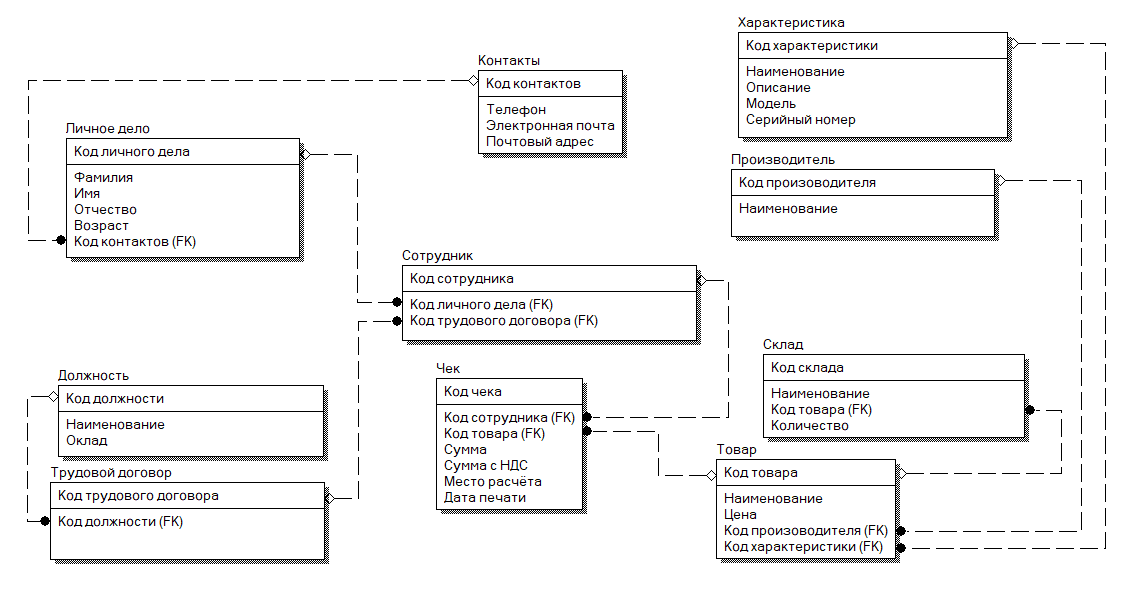 Характеристика
Код характеристики
Наименование
Описание
Модель
Серийный номер
Контакты
Код контактов
Телефон
Электронная почта
Почтовый адрес
Личное дело
Код личного дела
Фамилия
Имя
Отчество
Возраст
Код контактов (FK)
Производитель
Код произоводителя
Наименование
Сотрудник
Код сотрудника
Код личного дела (FK)
Код трудового договора (FK)
Склад
Код склада
Наименование
Код товара (FK)
Количество
Чек
Код чека
Код сотрудника (FK)
Код товара (FK)
Сумма
Сумма с НДС
Место расчёта
Дата печати
Должность
Код должности
Наименование
Оклад
Трудовой договор
Код трудового договора
Код должности (FK)
Товар
Код товара
Наименование
Цена
Код произоводителя (FK)
Код характеристики (FK)